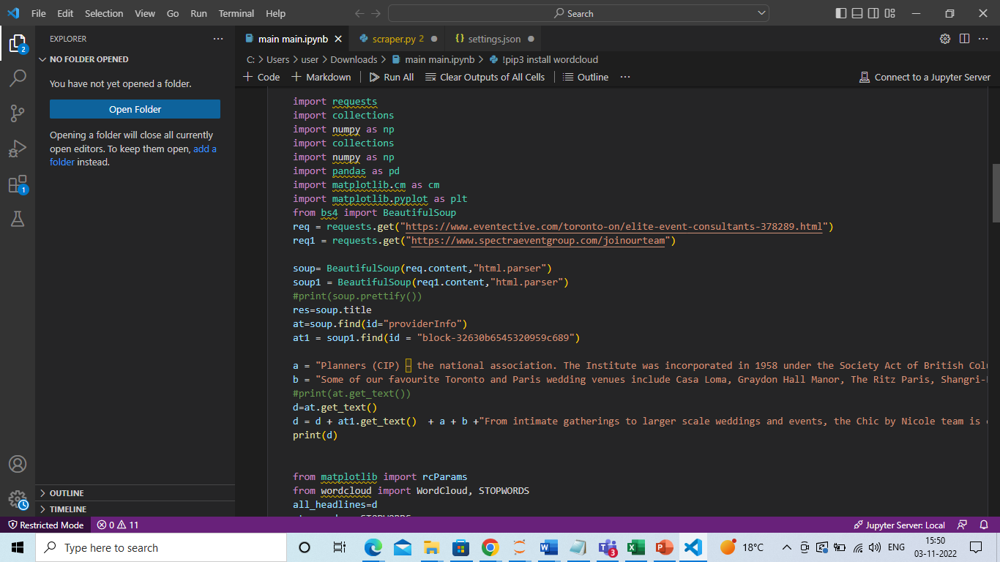 File Edit Selection View Go Run Terminal Help
Search
EXPLORER
NO FOLDER OPENED
You have not yet opened a folder.
Open Folder
Opening a folder will close all currently
open editors. To keep them open, add a
folder instead.
OUTLINE
TIMELINE
2
1
main main.ipynb scraper.py 2 settings.json
C: > Users > user > Downloads > main main.ipynb > !pip3 install wordcloud
+ Code + Markdown Run All Clear Outputs of All Cells Outline ... Connect to a Jupyter Server
import requests
import collections
import numpy as np
import collections
import numpy as np
import pandas as pd
import matplotlib.cm as cm
import matplotlib.pyplot as plt
from bs4 import BeautifulSoup
req = requests.get("https://www.eventective.com/toronto-on/elite-event-consultants-378289.html")
req1 = requests.get("https://www.spectraeventgroup.com/joinourteam")
soup= BeautifulSoup(req.content,"html.parser")
soup1 = BeautifulSoup(req1.content,"html.parser")
#print(soup.prettify())
res=soup.title
at=soup.find(id="providerInfo")
at1 = soup1.find(id = "block-32630b6545320959c689")
a = "Planners (CIP) – the national association. The Institute was incorporated in 1958 under the Society Act of British
b = "Some of our favourite Toronto and Paris wedding venues include Casa Loma, Graydon Hall Manor, The Ritz Paris,
#print(at.get_text())
d=at.get_text()
d = d + at1.get_text()  + a + b +"From intimate gatherings to larger scale weddings and events, the Chic by Nicole team is
print(d)
from matplotlib import rcParams
from wordcloud import WordCloud, STOPWORDS
all_headlines=d
Restricted Mode 0 11 Jupyter Server: Local
Type here to search
3
18°C
ENG
15:50
03-11-2022